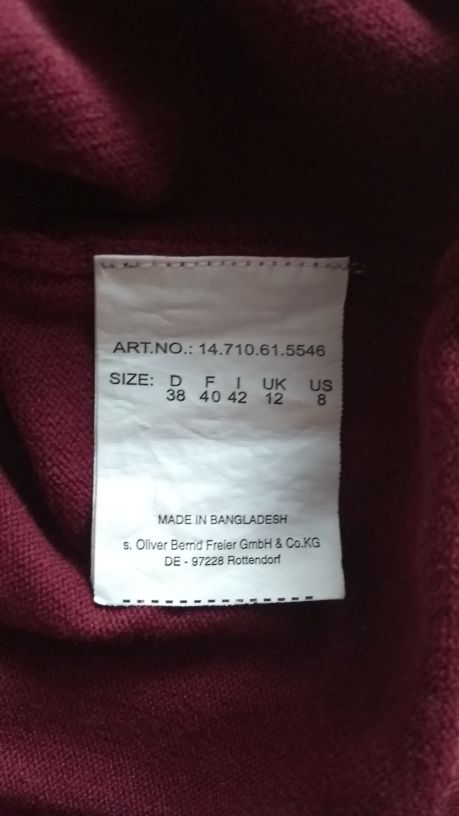 ART.NO.: 14.710.61.5546
SIZE: D F I UK US
38 40 42 12 8
MADE IN BANGLADESH
s. Oliver Bernd Freier GmbH & Co.KG
DE - 97228 Rottendorf